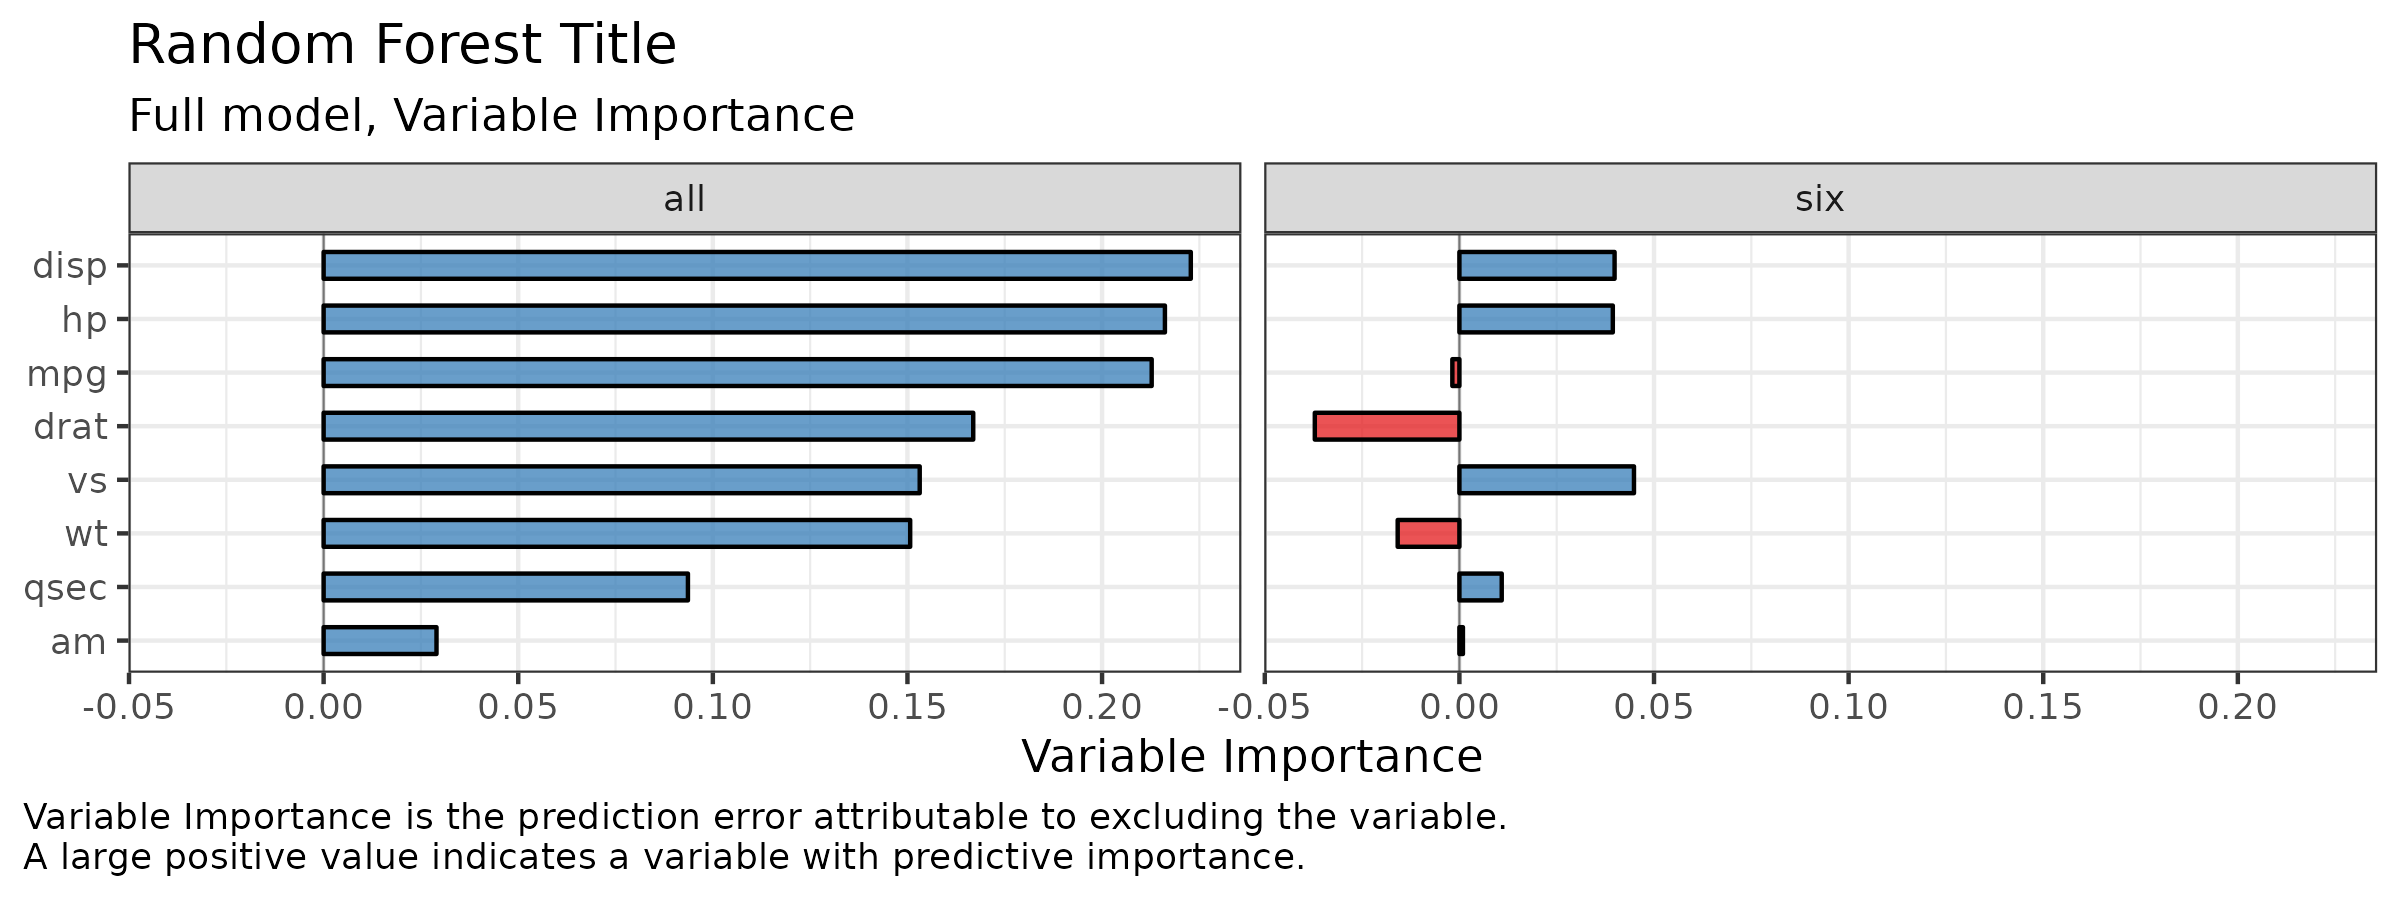 Random Forest Title
Full model, Variable Importance
all
six
disp
hp
mpg
drat
vs
wt
qsec
am
-0.05 0.00 0.05 0.10 0.15 0.20 -0.05 0.00 0.05 0.10 0.15 0.20
Variable Importance
Variable Importance is the prediction error attributable to excluding the variable.
A large positive value indicates a variable with predictive importance.